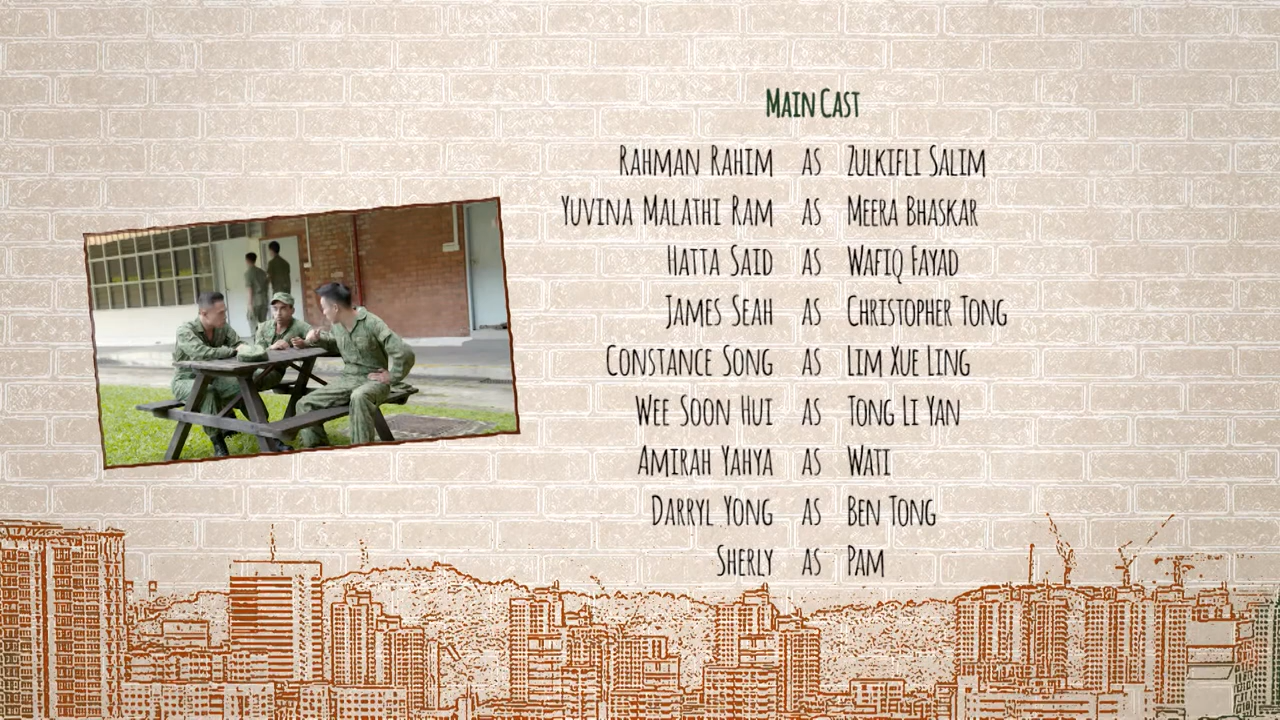 Main Cast
Rahman Rahim as Zulkifli Salim
Yuvina Malathi Ram as Meera Bhaskar
Hatta Said as Wafiq Fayad
James Seah as Christopher Tong
Constance Song as Lim Xue Ling
Wee Soon Hui as Tong Li Yan
Amirah Yahya as Wati
Darryl Yong as Ben Tong
Sherly as Pam